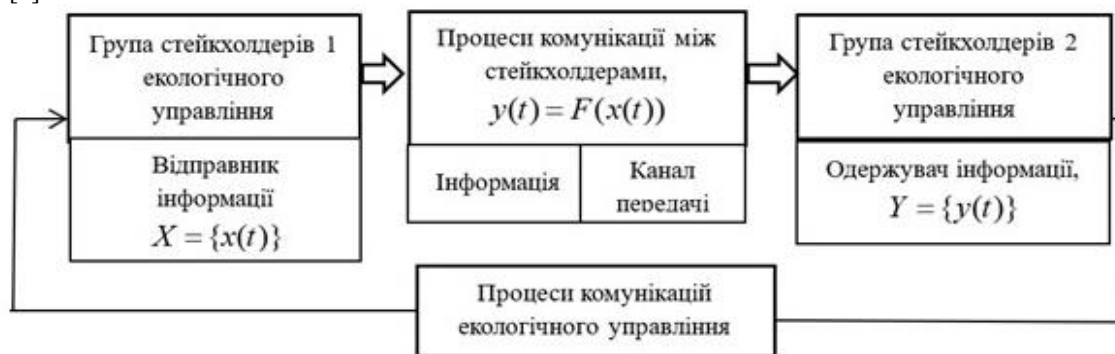 Група стейкхолдерів 1
екологічного
управління
Відправник
інформації
X = {x(t)}
Процеси комунікації між
стейкхолдерами,
y(t) = F(x(t))
Інформація
Канал
передачі
Група стейкхолдерів 2
екологічного
управління
Одержувач інформації,
Y = {y(t)}
Процеси комунікацій
екологічного управління